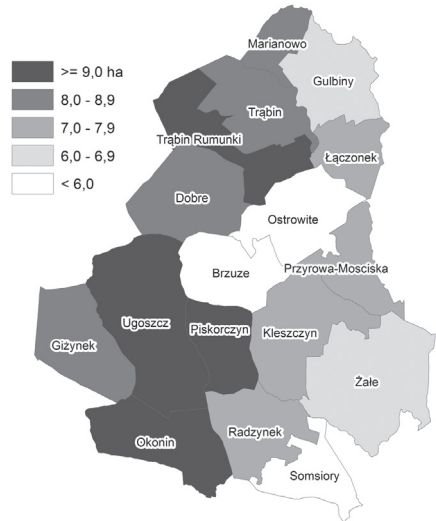 Marianowo
>= 9,0 ha
Gulbiny
8,0 - 8,9
Trąbin
7,0 - 7,9
Trąbin Rumunki
6,0 - 6,9
Łączonek
< 6,0
Dobre
Ostrowite
Brzuze
Przyrowa-Mosciska
Ugoszcz
Piskorczyn
Kleszczyn
Giżynek
Żałe
Radzynek
Okonin
Somsiory